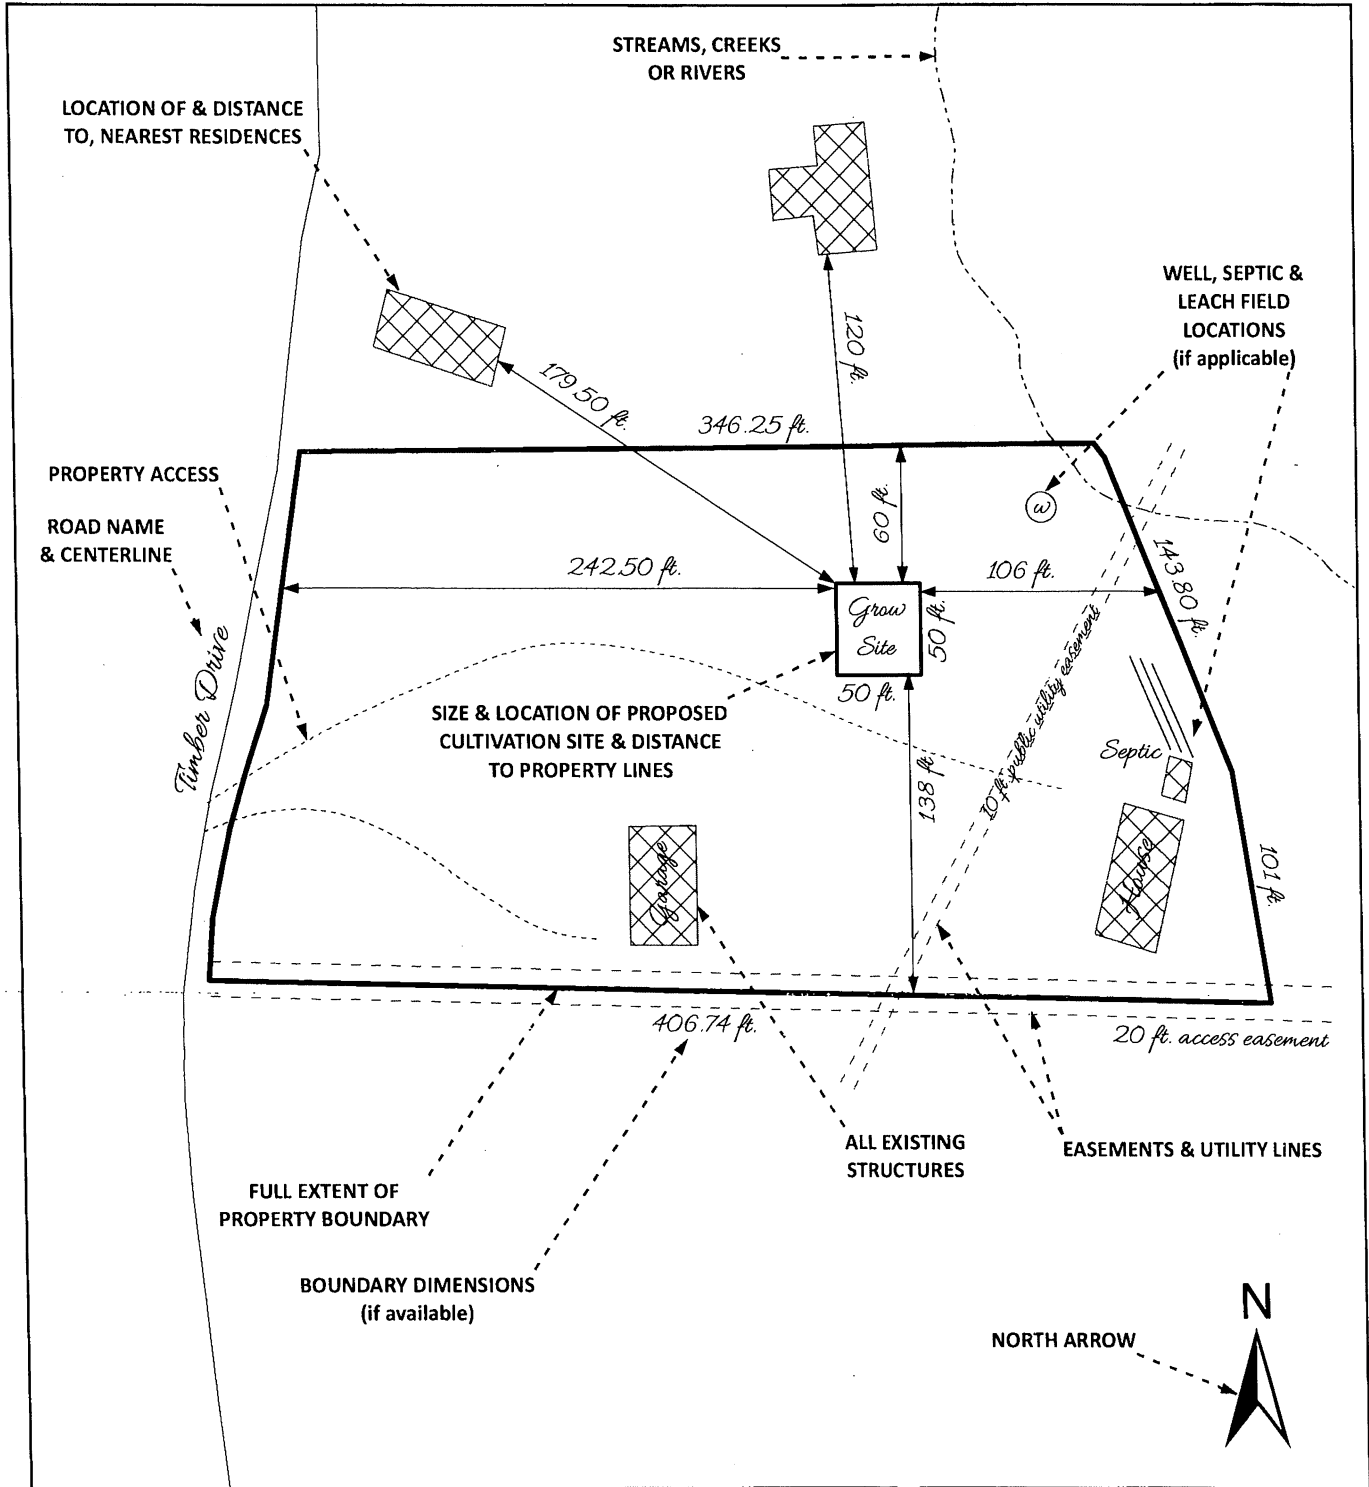 STREAMS, CREEKS
OR RIVERS
LOCATION OF & DISTANCE
TO, NEAREST RESIDENCES
WELL, SEPTIC &
LEACH FIELD
LOCATIONS
(if applicable)
120 ft.
179.50 ft.
346.25 ft.
PROPERTY ACCESS
ROAD NAME
& CENTERLINE
60 ft.
w
143.80 ft.
242.50 ft.
106 ft.
Grow
Site
50 ft.
50 ft.
10 ft public utility easement
Timber Drive
SIZE & LOCATION OF PROPOSED
CULTIVATION SITE & DISTANCE
TO PROPERTY LINES
Septic
138 ft
Garage
House
101 ft.
406.74 ft.
20 ft. access easement
ALL EXISTING
STRUCTURES
EASEMENTS & UTILITY LINES
FULL EXTENT OF
PROPERTY BOUNDARY
BOUNDARY DIMENSIONS
(if available)
N
NORTH ARROW